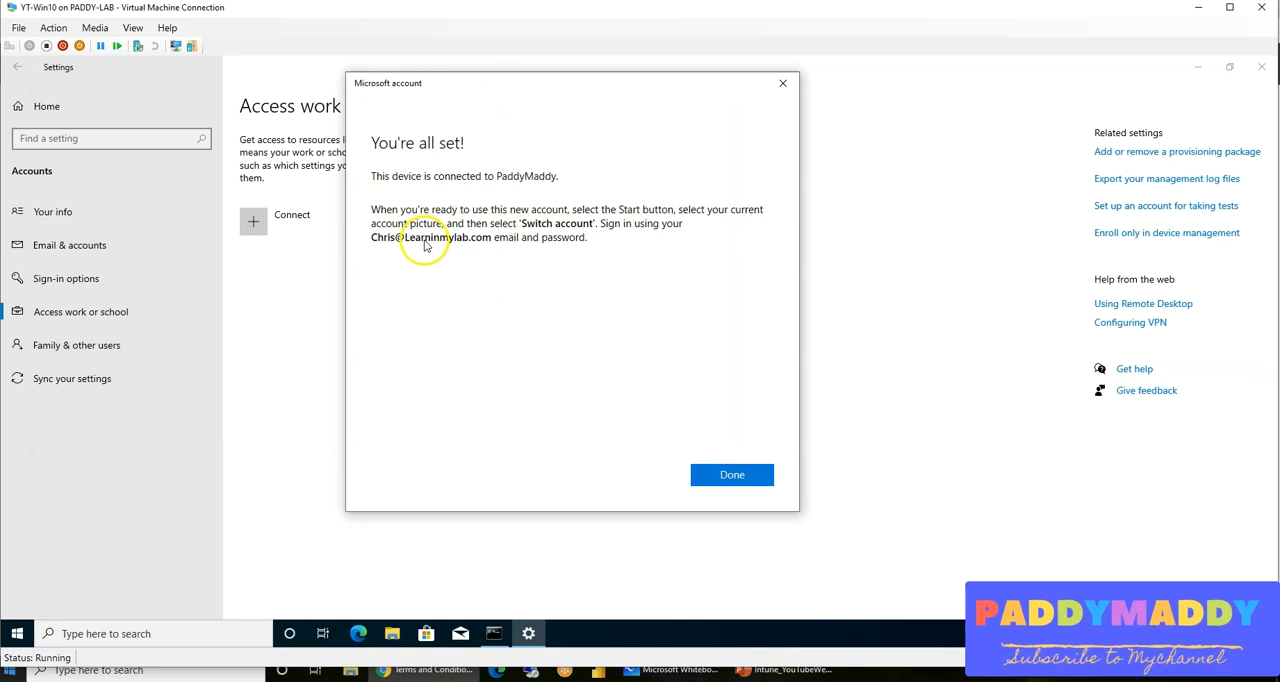 YT-Win10 on PADDY-LAB - Virtual Machine Connection
File Action Media View Help
Settings
Home
Find a setting
Accounts
Your info
Email & accounts
Sign-in options
Access work or school
Family & other users
Sync your settings
Access work
Get access to resources
means your work or scho
such as which settings yo
them.
Connect
Microsoft account
You're all set!
This device is connected to PaddyMaddy.
When you're ready to use this new account, select the Start button, select your current
account picture, and then select 'Switch account'. Sign in using your
Chris@Learninmylab.com email and password.
Done
Related settings
Add or remove a provisioning package
Export your management log files
Set up an account for taking tests
Enroll only in device management
Help from the web
Using Remote Desktop
Configuring VPN
Get help
Give feedback
PADDYMADDY
Subscribe to Mychannel
Type here to search
Status: Running
Type here to search
Terms and Conditio...
Microsoft Whitebo...
Intune_YouTubeWe...